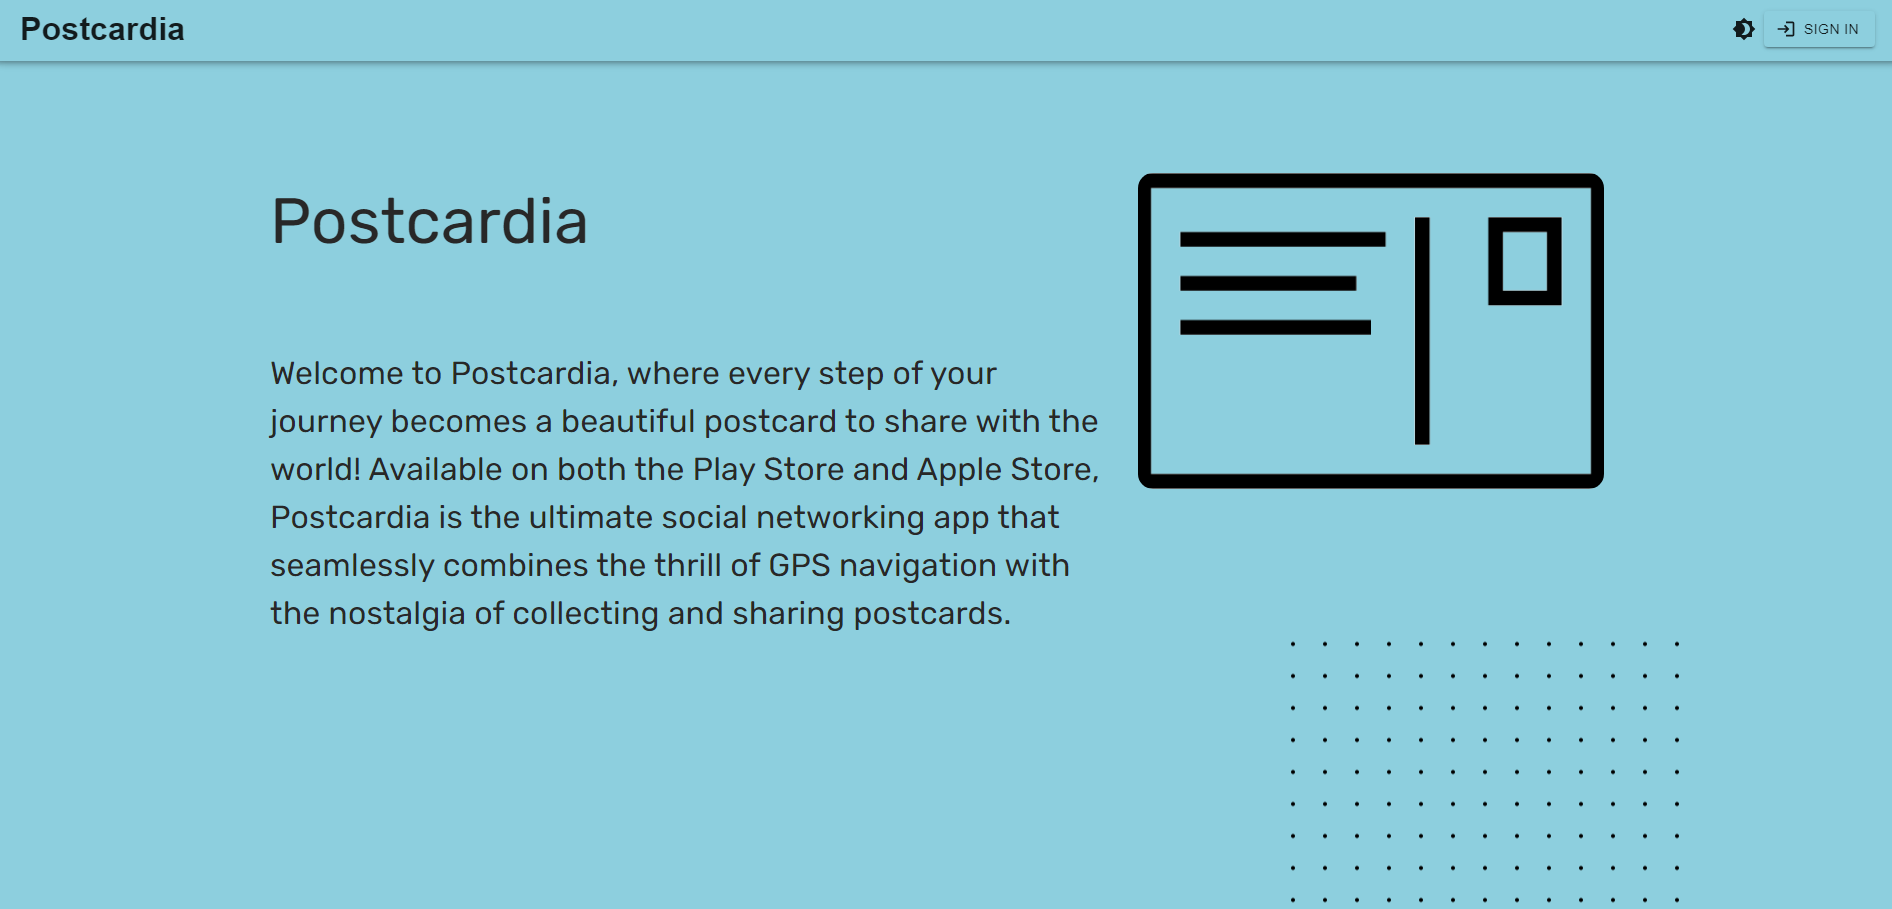 Postcardia
SIGN IN
Postcardia
Welcome to Postcardia, where every step of your
journey becomes a beautiful postcard to share with the
world! Available on both the Play Store and Apple Store,
Postcardia is the ultimate social networking app that
seamlessly combines the thrill of GPS navigation with
the nostalgia of collecting and sharing postcards.